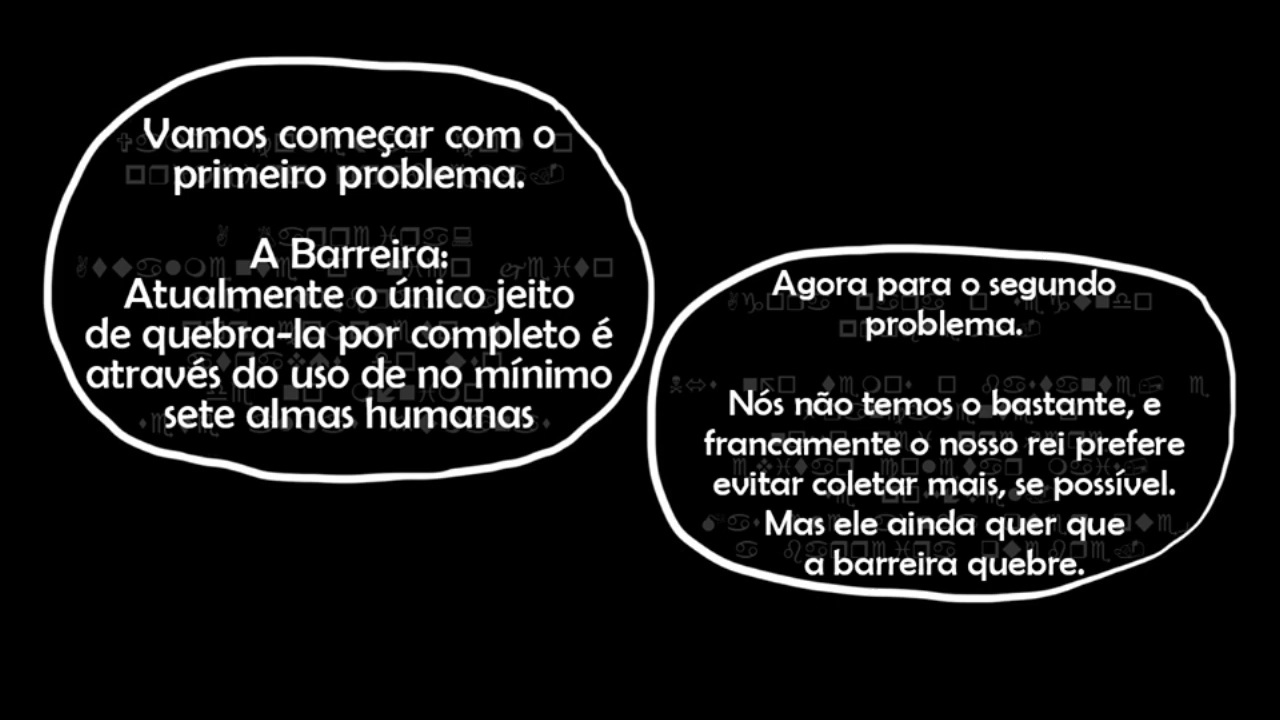 Vamos começar com o
primeiro problema.
A Barreira:
Atualmente o único jeito
de quebra-la por completo é
através do uso de no mínimo
sete almas humanas
Agora para o segundo
problema.
Nós não temos o bastante, e
francamente o nosso rei prefere
evitar coletar mais, se possível.
Mas ele ainda quer que
a barreira quebre.